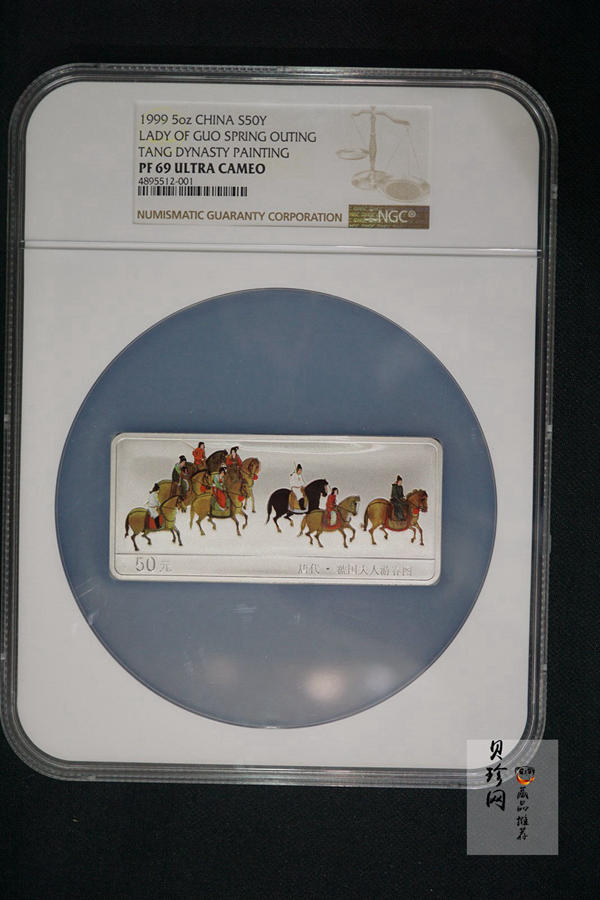 1999 5oz CHINA S50Y
LADY OF GUO SPRING OUTING
TANG DYNASTY PAINTING
PF 69 ULTRA CAMEO
4895512-001
NUMISMATIC GUARANTY CORPORATION
NGC®
50元
唐代·虢国夫人游春图
贝珍网
藏品推荐